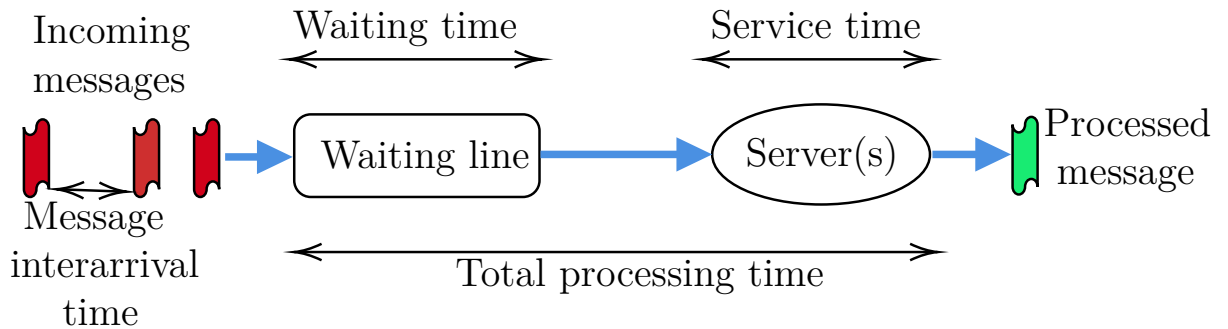 Incoming
messages
Waiting time
Service time
Waiting line
Server(s)
Processed
message
Message
interarrival
time
Total processing time